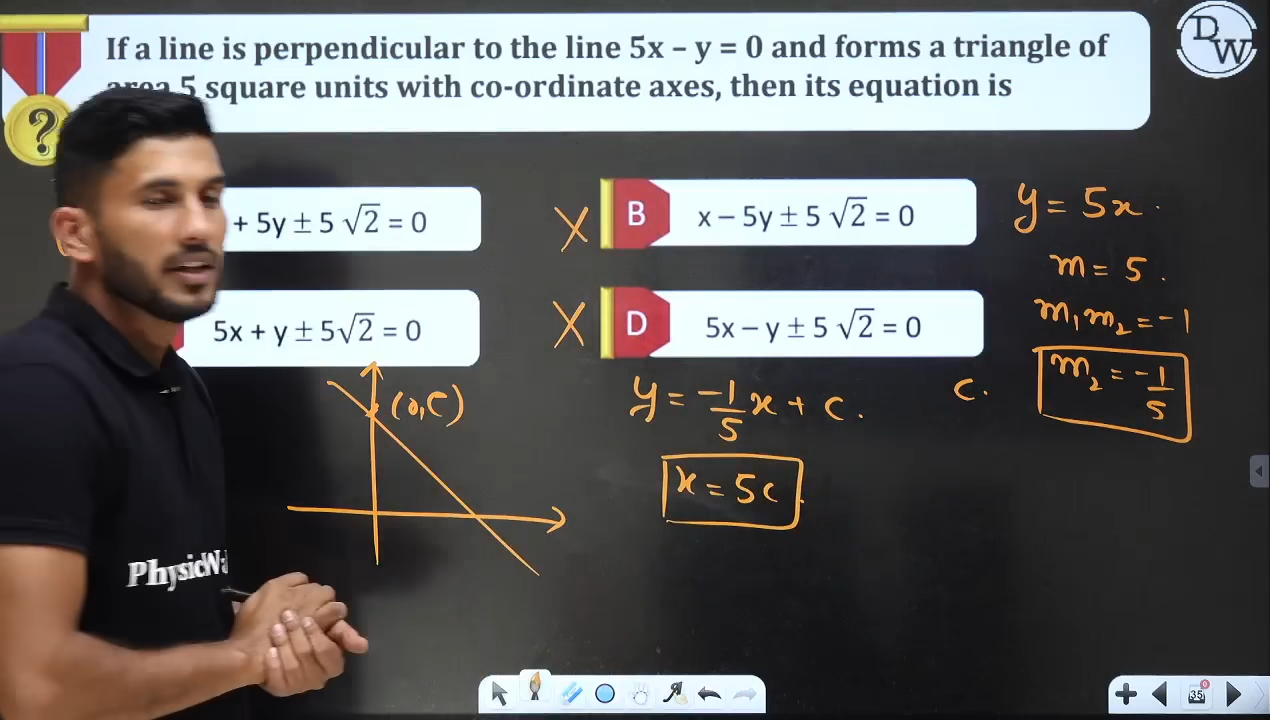 If a line is perpendicular to the line 5x – y = 0 and forms a triangle of
area 5 square units with co-ordinate axes, then its equation is
DW
?
+ 5y ± 5 √2 = 0
X B x – 5y ± 5 √2 = 0
5x + y ± 5√2 = 0
X D 5x – y ± 5 √2 = 0
y = 5x.
m = 5.
m₁m₂ = -1
m₂ = -1/5
(0,C)
y = -1/5 x + c.
c.
x = 5c.
PhysicW
35